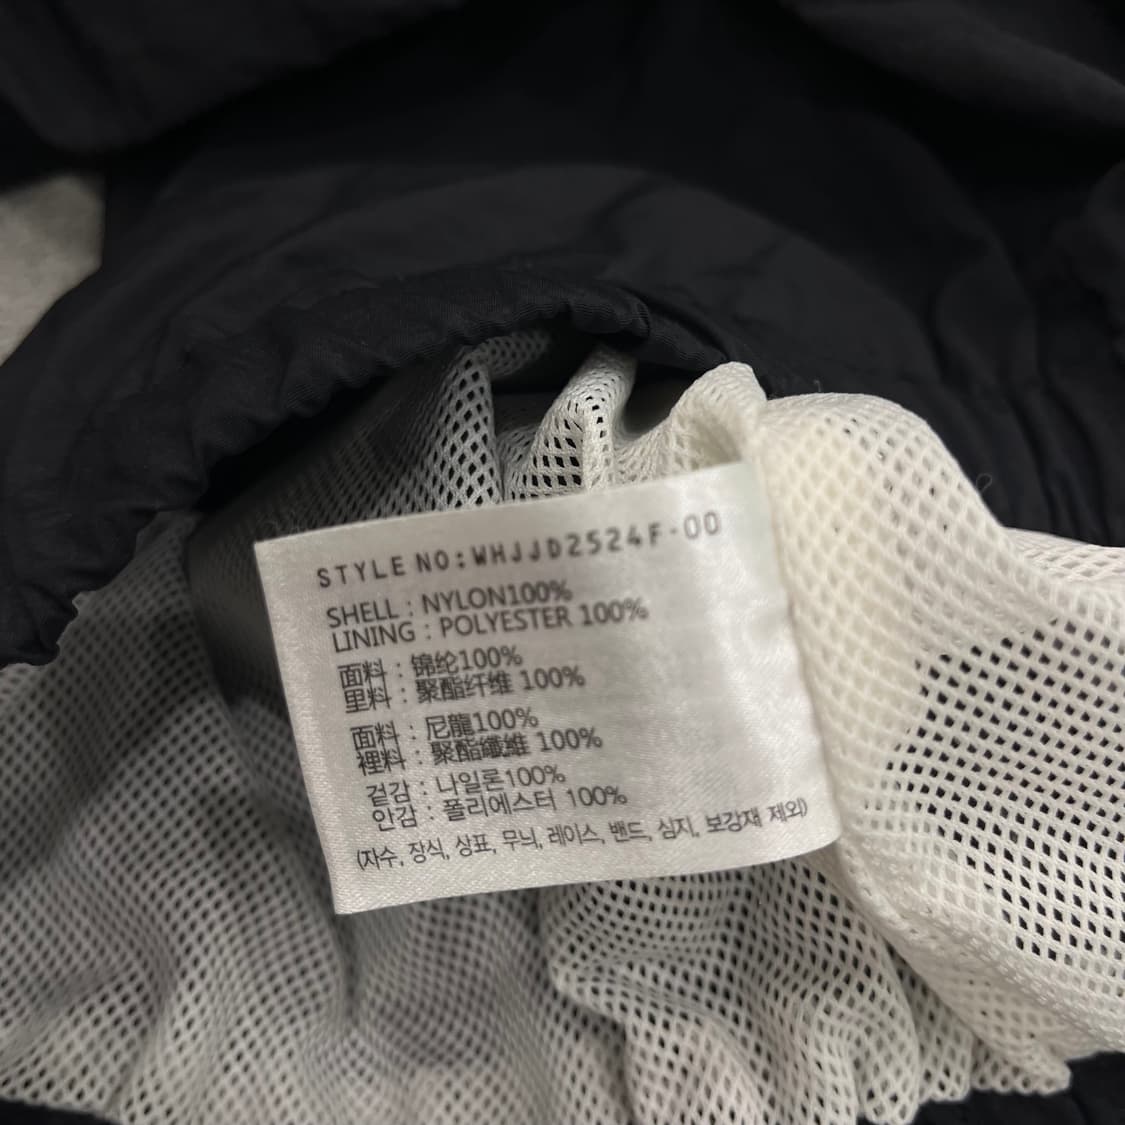 STYLE NO:WHJJD2524F-00
SHELL : NYLON100%
LINING : POLYESTER 100%
面料 : 锦纶100%
里料 : 聚酯纤维 100%
面料 : 尼龍100%
裡料 : 聚酯纖維 100%
겉감 : 나일론100%
안감 : 폴리에스터 100%
(자수, 장식, 상표, 무늬, 레이스, 밴드, 심지, 보강재 제외)